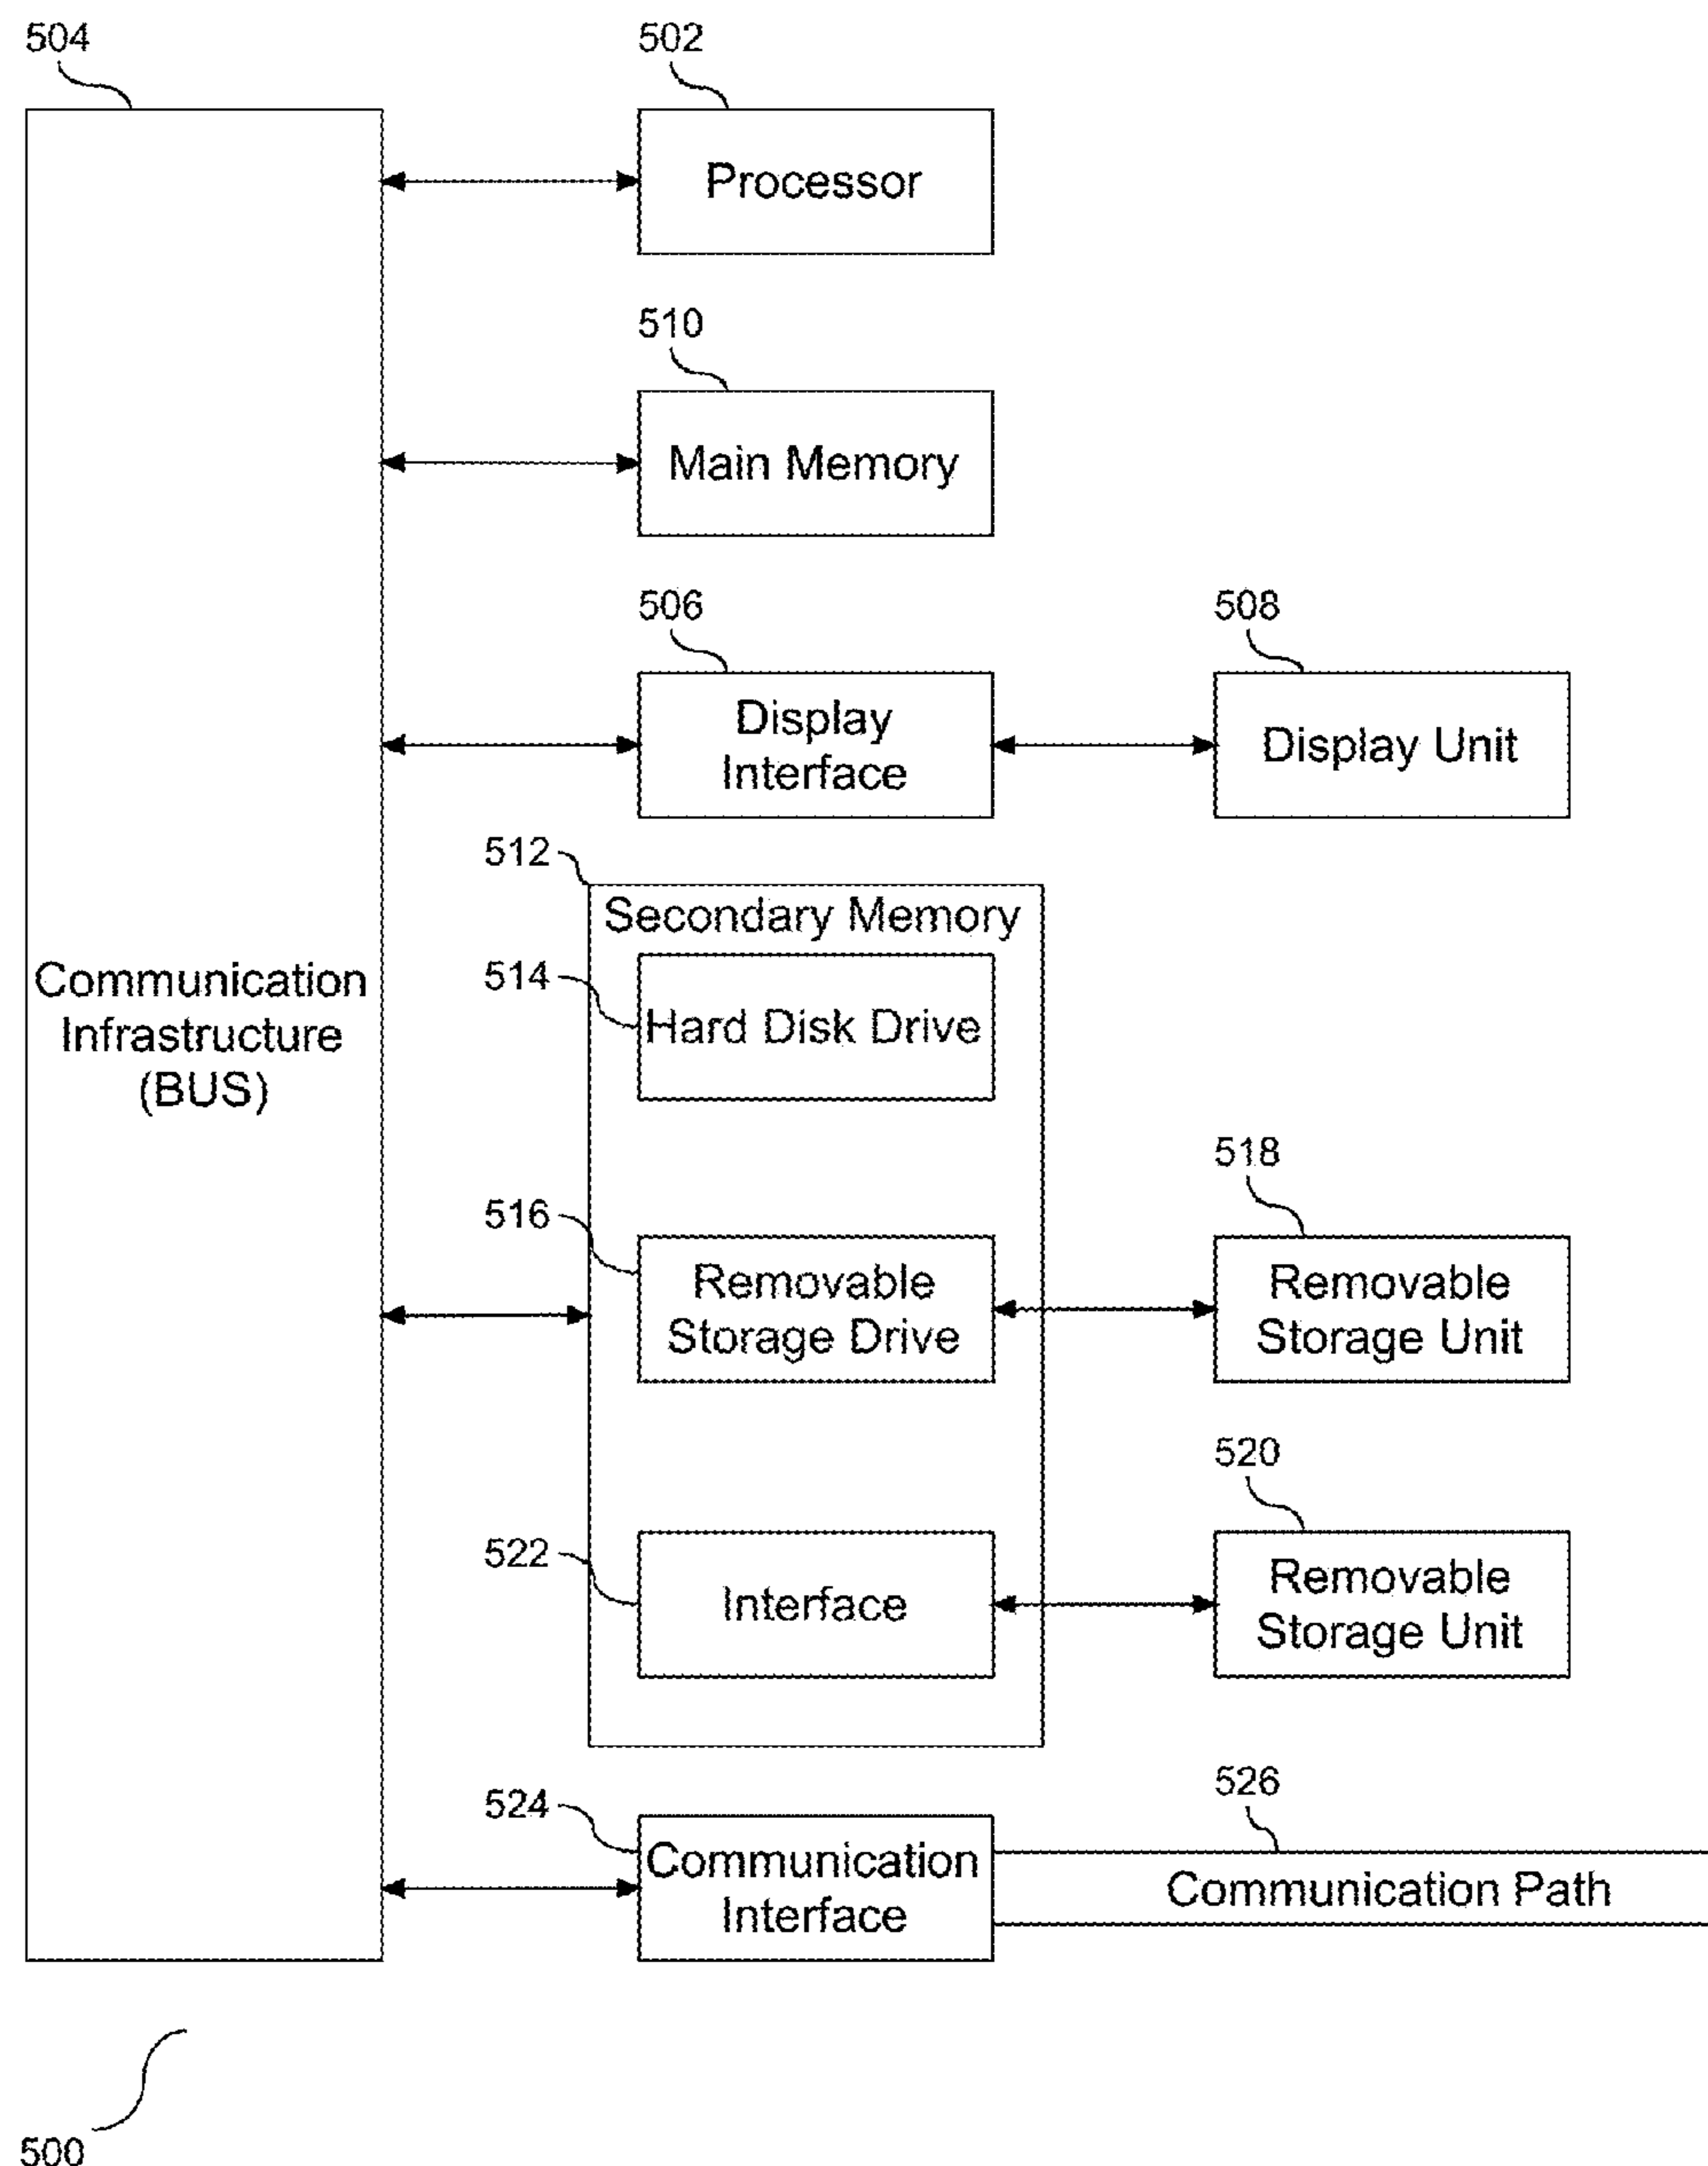 504
502
Processor
510
Main Memory
506
508
Display
Interface
Display Unit
512
Secondary Memory
514
Hard Disk Drive
Communication
Infrastructure
(BUS)
516
518
Removable
Storage Drive
Removable
Storage Unit
520
522
Interface
Removable
Storage Unit
524
526
Communication
Interface
Communication Path
500